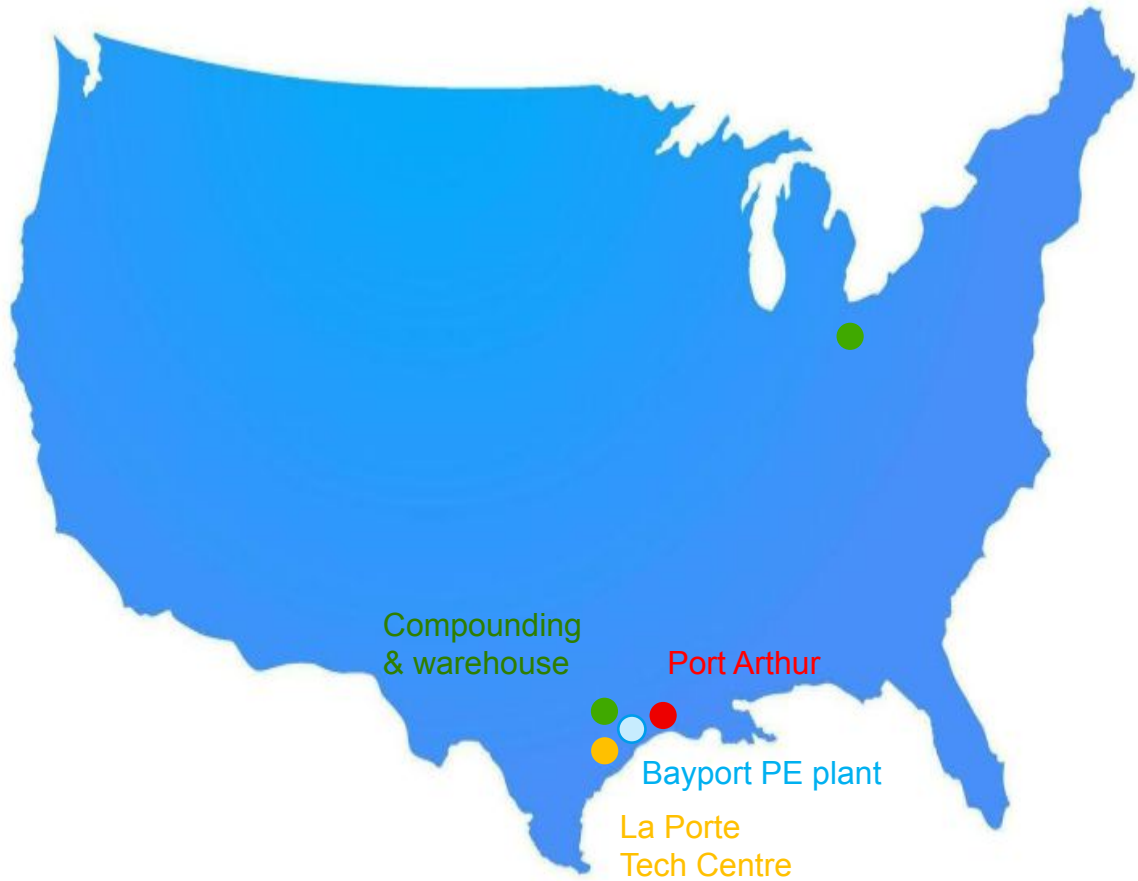 Compounding
& warehouse
Port Arthur
Bayport PE plant
La Porte
Tech Centre